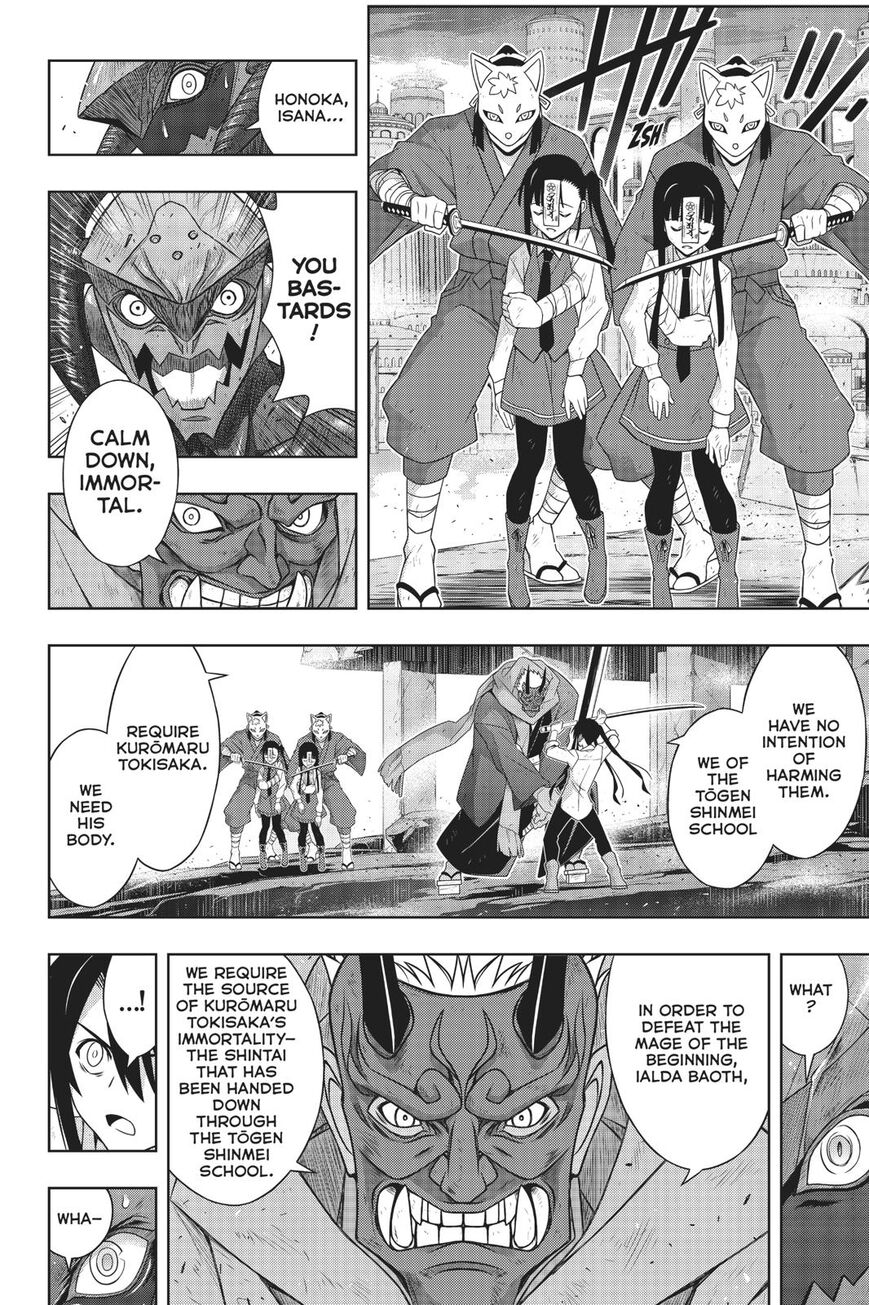 ZSH
HONOKA,
ISANA...
YOU
BAS-
TARDS
!
CALM
DOWN,
IMMOR-
TAL.
WE
HAVE NO
INTENTION
OF
HARMING
THEM.
WE OF
THE
TŌGEN
SHINMEI
SCHOOL
REQUIRE
KURŌMARU
TOKISAKA.
WE
NEED
HIS
BODY.
WHAT
?
IN ORDER TO
DEFEAT THE
MAGE OF THE
BEGINNING,
IALDA BAOTH,
WE REQUIRE
THE SOURCE
OF KURŌMARU
TOKISAKA'S
IMMORTALITY—
THE SHINTAI
THAT HAS
BEEN HANDED
DOWN
THROUGH
THE TŌGEN
SHINMEI
SCHOOL.
...!
WHA–